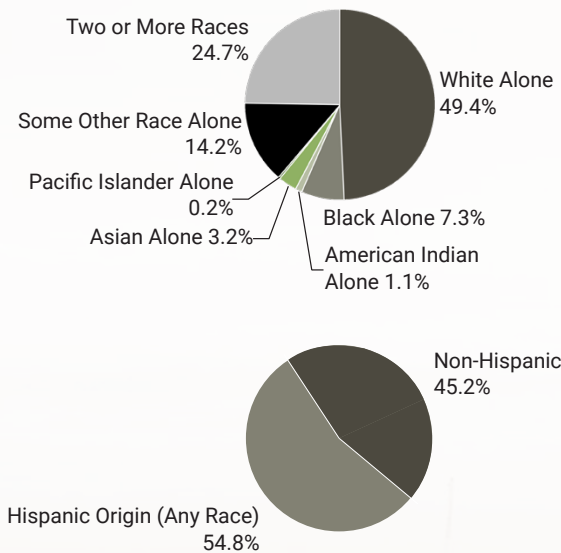 Two or More Races
24.7%
White Alone
49.4%
Some Other Race Alone
14.2%
Pacific Islander Alone
0.2%
Black Alone 7.3%
Asian Alone 3.2%
American Indian
Alone 1.1%
Non-Hispanic
45.2%
Hispanic Origin (Any Race)
54.8%